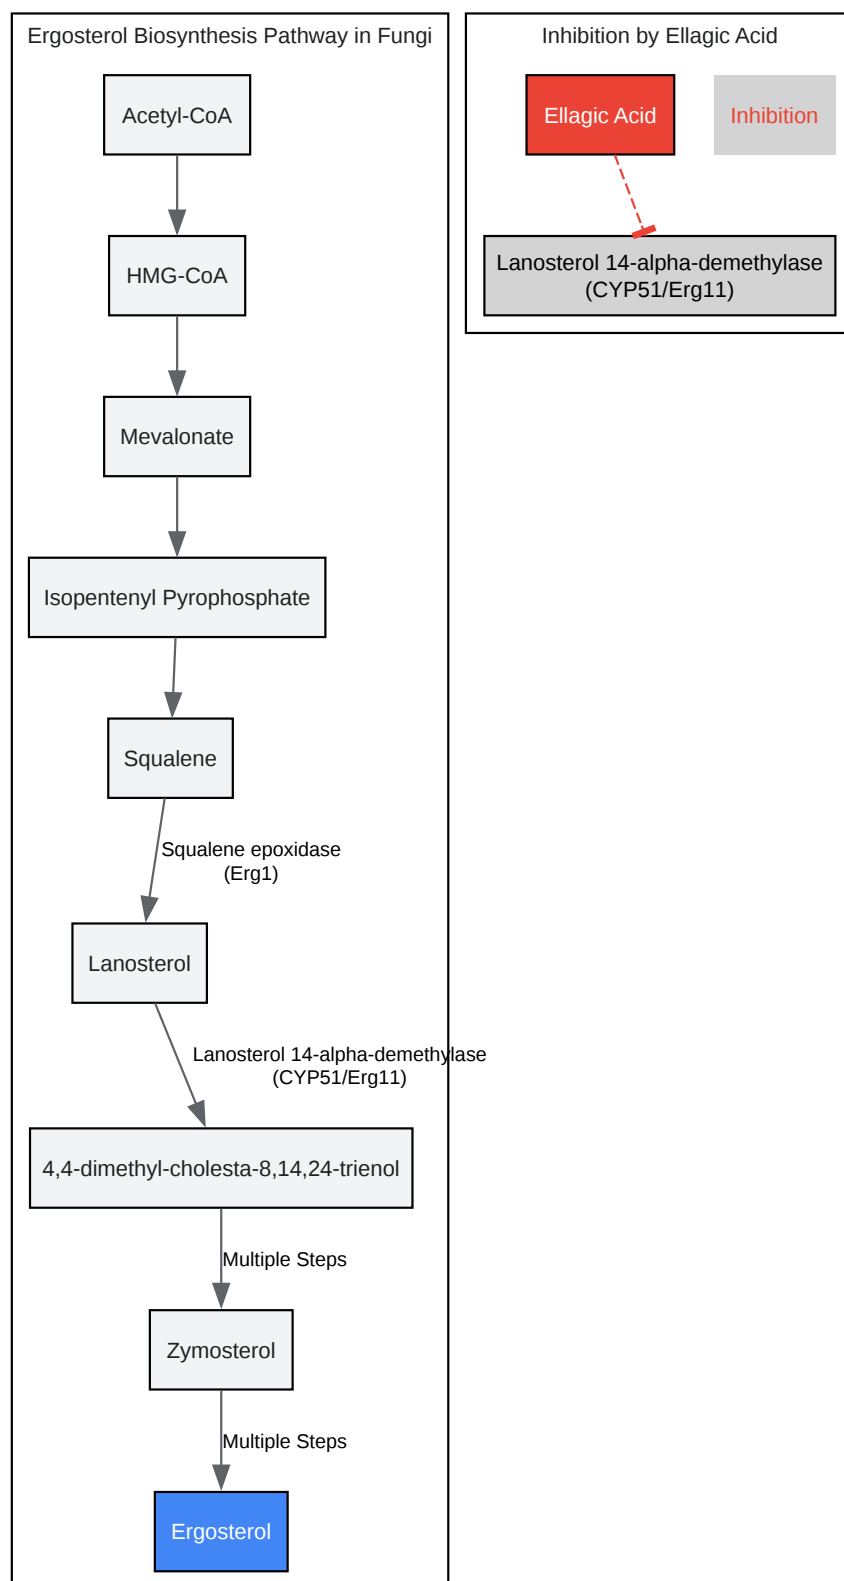 Ergosterol Biosynthesis Pathway in Fungi
Acetyl-CoA
HMG-CoA
Mevalonate
Isopentenyl Pyrophosphate
Squalene
Squalene epoxidase
(Erg1)
Lanosterol
Lanosterol 14-alpha-demethylase
(CYP51/Erg11)
4,4-dimethyl-cholesta-8,14,24-trienol
Multiple Steps
Zymosterol
Multiple Steps
Ergosterol
Inhibition by Ellagic Acid
Ellagic Acid
Inhibition
Lanosterol 14-alpha-demethylase
(CYP51/Erg11)